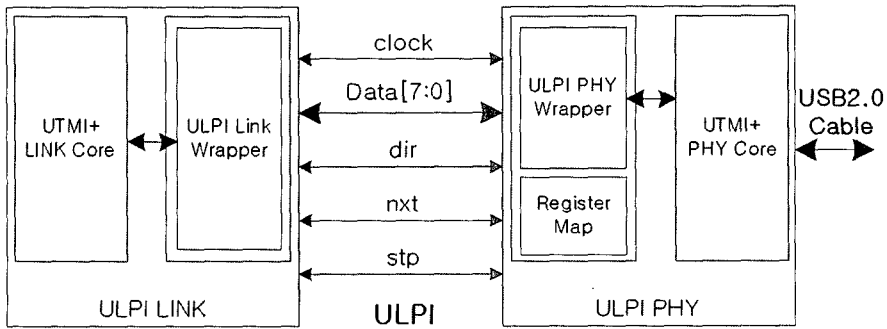 UTMI+
LINK Core
ULPI Link
Wrapper
ULPI LINK
clock
Data[7:0]
dir
nxt
stp
ULPI
ULPI PHY
Wrapper
Register
Map
UTMI+
PHY Core
ULPI PHY
USB2.0
Cable